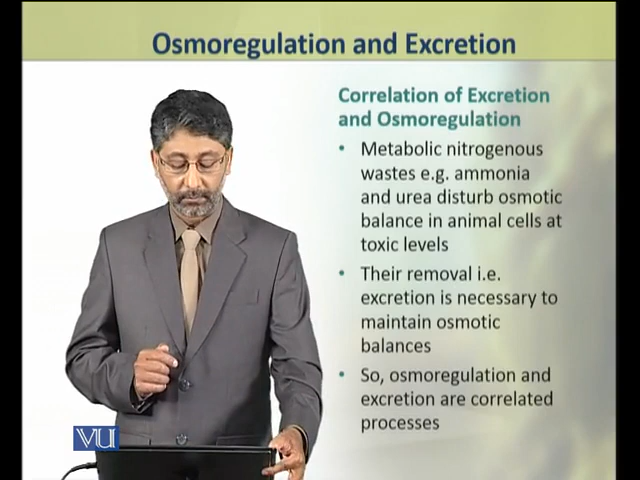 Osmoregulation and Excretion
Correlation of Excretion
and Osmoregulation
• Metabolic nitrogenous
wastes e.g. ammonia
and urea disturb osmotic
balance in animal cells at
toxic levels
• Their removal i.e.
excretion is necessary to
maintain osmotic
balances
• So, osmoregulation and
excretion are correlated
processes
VU